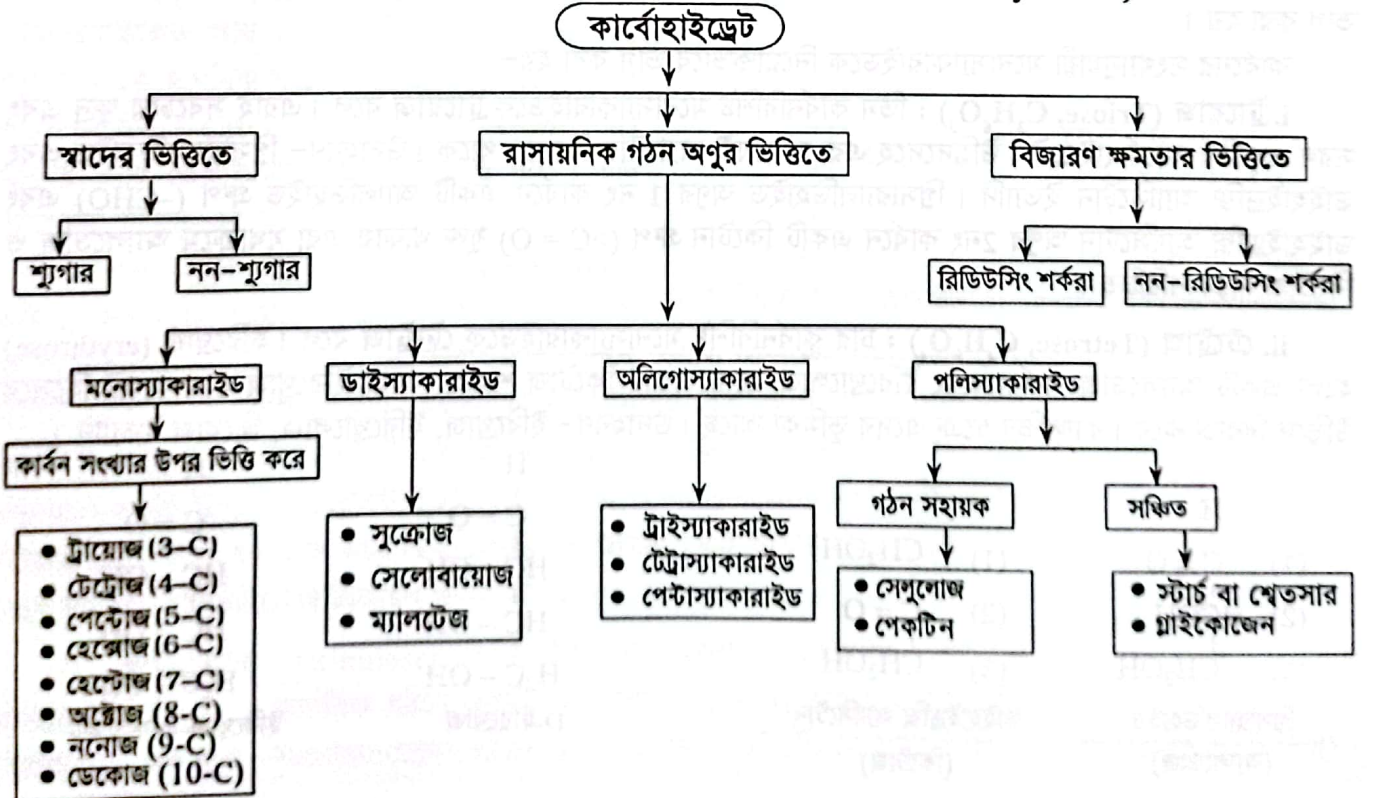 কার্বোহাইড্রেট
স্বাদের ভিত্তিতে
রাসায়নিক গঠন অণুর ভিত্তিতে
বিজারণ ক্ষমতার ভিত্তিতে
শ্যুগার
নন-শ্যুগার
রিডিউসিং শর্করা
নন-রিডিউসিং শর্করা
মনোস্যাকারাইড
ডাইস্যাকারাইড
অলিগোস্যাকারাইড
পলিস্যাকারাইড
কার্বন সংখ্যার উপর ভিত্তি করে
গঠন সহায়ক
সঞ্চিত
• ট্রায়োজ (3–C)
• টেট্রোজ (4–C)
• পেন্টোজ (5–C)
• হেক্সোজ (6–C)
• হেপ্টোজ (7–C)
• অক্টোজ (8-C)
• ননোজ (9-C)
• ডেকোজ (10-C)
• সুক্রোজ
• সেলোবায়োজ
• ম্যালটেজ
• ট্রাইস্যাকারাইড
• টেট্রাস্যাকারাইড
• পেন্টাস্যাকারাইড
• সেলুলোজ
• পেকটিন
• স্টার্চ বা শ্বেতসার
• গ্লাইকোজেন